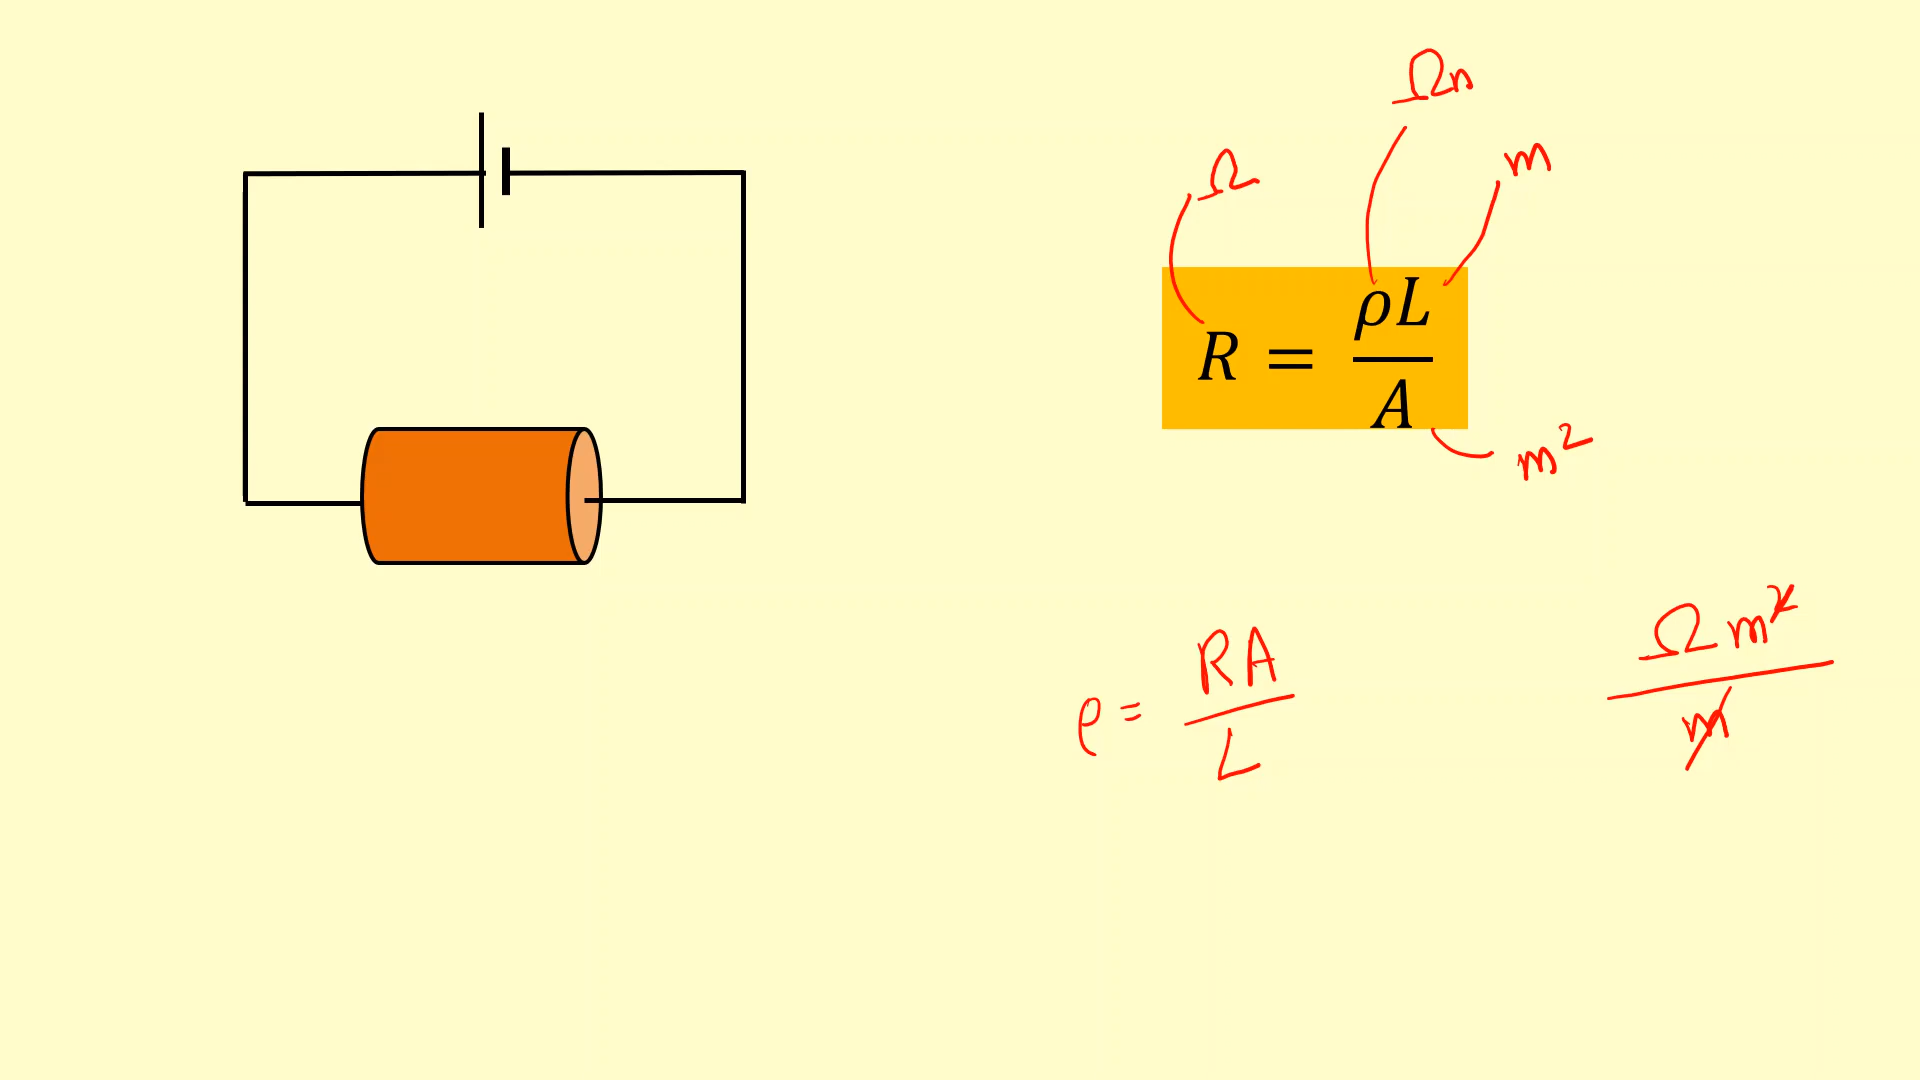 Ωm
Ω
m
R = ρL/A
m²
ρ = RA/L
Ωm²/m